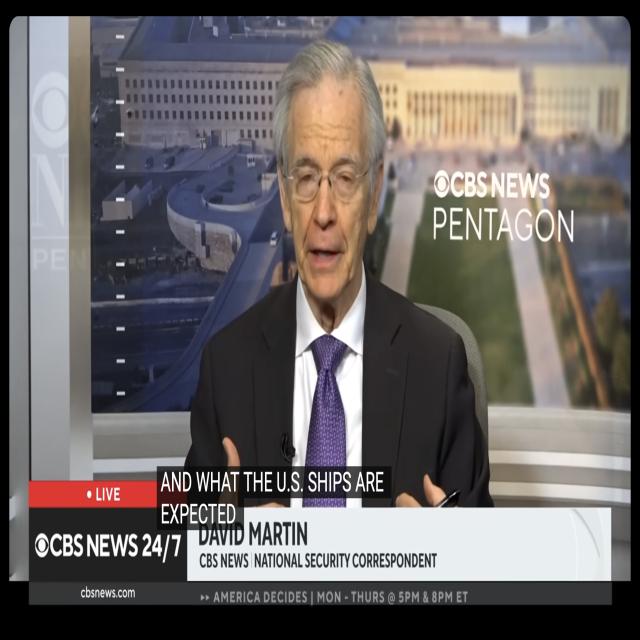 CBS NEWS
PENTAGON
N
PEN
AND WHAT THE U.S. SHIPS ARE
EXPECTED
• LIVE
CBS NEWS 24/7
DAVID MARTIN
CBS NEWS | NATIONAL SECURITY CORRESPONDENT
cbsnews.com
▸▸ AMERICA DECIDES | MON - THURS @ 5PM & 8PM ET